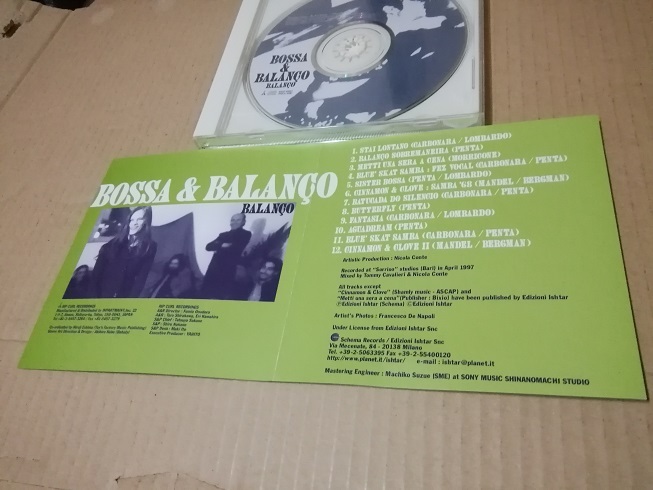 BOSSA
&
BALANÇO
BALANÇO
BOSSA & BALANÇO
BALANÇO
1. STAI LONTANO (CARBONARA / LOMBARDO)
2. BALANÇO NOBREMANEIRA (PENTA)
3. METTI UNA SERA A CENA (MORRICONE)
4. BLUE' SKAT SAMBA : FEX VOCAL (CARBONARA / PENTA)
5. SISTER BOSSA (PENTA / LOMBARDO)
6. CINNAMON & CLOVE : SAMBA '68 (MANDEL / BERGMAN)
7. BATUCADA DO SILENCIO (CARBONARA / PENTA)
8. BUTTERFLY (PENTA)
9. FANTASIA (CARBONARA / LOMBARDO)
10. AGUADREAM (PENTA)
11. BLUE' SKAT SAMBA (CARBONARA / PENTA)
12. CINNAMON & CLOVE II (MANDEL / BERGMAN)
Artistic Production : Nicola Conte
Recorded at "Sorriso" studios (Bari) in April 1997
Mixed by Tommy Cavalieri & Nicola Conte
All tracks except
"Cinnamon & Clove" (Shanty music - ASCAP) and
"Metti una sera a cena" (Publisher : Bixio) have been published by Edizioni Ishtar
Ⓟ Edizioni Ishtar (Schema) / © Edizioni Ishtar
Artist's Photos : Francesco De Napoli
Under License from Edizioni Ishtar Snc
Schema Records / Edizioni Ishtar Snc
Via Mecenate, 84 - 20138 Milano
Tel. +39-2-5063395 Fax +39-2-55400120
http://www.planet.it/ishtar/ e-mail : ishtar@planet.it
Mastering Engineer : Machiko Suzue (SME) at SONY MUSIC SHINANOMACHI STUDIO
HIP CURL RECORDINGS